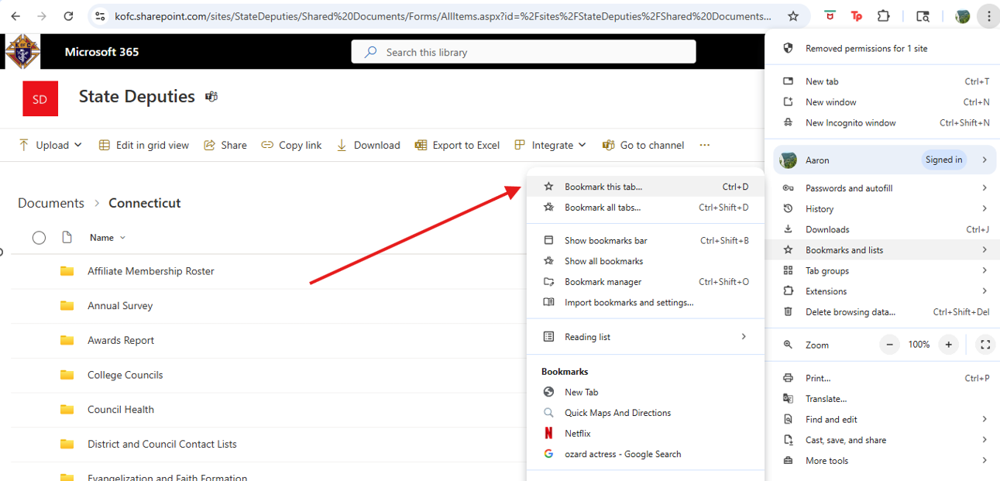 kofc.sharepoint.com/sites/StateDeputies/Shared%20Documents/Forms/AllItems.aspx?id=%2Fsites%2FStateDeputies%2FShared%20Documents...
Tp
K OF C
Microsoft 365
Search this library
SD
State Deputies
Upload
Edit in grid view
Share
Copy link
Download
Export to Excel
Integrate
Go to channel
Documents
Connecticut
Name
Affiliate Membership Roster
Annual Survey
Awards Report
College Councils
Council Health
District and Council Contact Lists
Evangelization and Faith Formation
Bookmark this tab... Ctrl+D
Bookmark all tabs... Ctrl+Shift+D
Show bookmarks bar Ctrl+Shift+B
Show all bookmarks
Bookmark manager Ctrl+Shift+O
Import bookmarks and settings...
Reading list
Bookmarks
New Tab
Quick Maps And Directions
Netflix
ozard actress - Google Search
Removed permissions for 1 site
New tab Ctrl+T
New window Ctrl+N
New Incognito window Ctrl+Shift+N
Aaron Signed in
Passwords and autofill
History
Downloads Ctrl+J
Bookmarks and lists
Tab groups
Extensions
Delete browsing data... Ctrl+Shift+Del
Zoom − 100% +
Print... Ctrl+P
Translate...
Find and edit
Cast, save, and share
More tools